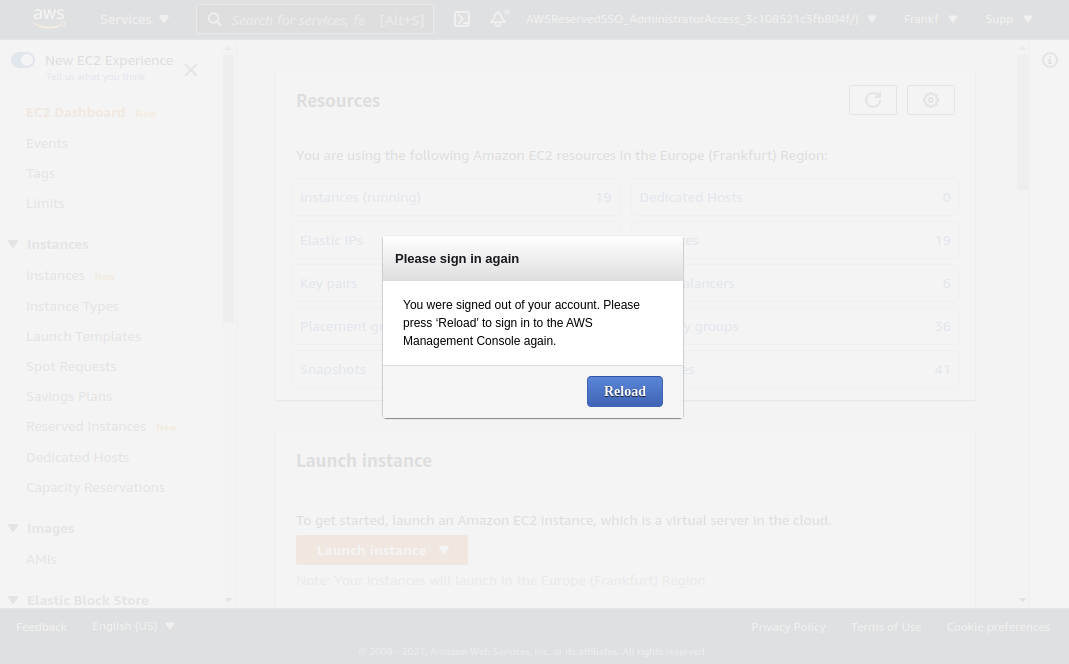 aws
Services
Search for services, fe [Alt+S]
AWSReservedSSO_AdministratorAccess_3c108521c3fb804f/j
Frankf
Supp
New EC2 Experience
Tell us what you think
EC2 Dashboard New
Events
Tags
Limits
Instances
Instances New
Instance Types
Launch Templates
Spot Requests
Savings Plans
Reserved Instances New
Dedicated Hosts
Capacity Reservations
Images
AMIs
Elastic Block Store
Resources
You are using the following Amazon EC2 resources in the Europe (Frankfurt) Region:
Instances (running) 19
Dedicated Hosts 0
Elastic IPs
es 19
Key pairs
alancers 6
Placement gr
y groups 36
Snapshots
es 41
Please sign in again
You were signed out of your account. Please
press ‘Reload’ to sign in to the AWS
Management Console again.
Reload
Launch instance
To get started, launch an Amazon EC2 instance, which is a virtual server in the cloud.
Launch instance
Note: Your instances will launch in the Europe (Frankfurt) Region
Feedback
English (US)
Privacy Policy
Terms of Use
Cookie preferences
© 2008 - 2021, Amazon Web Services, Inc. or its affiliates. All rights reserved.